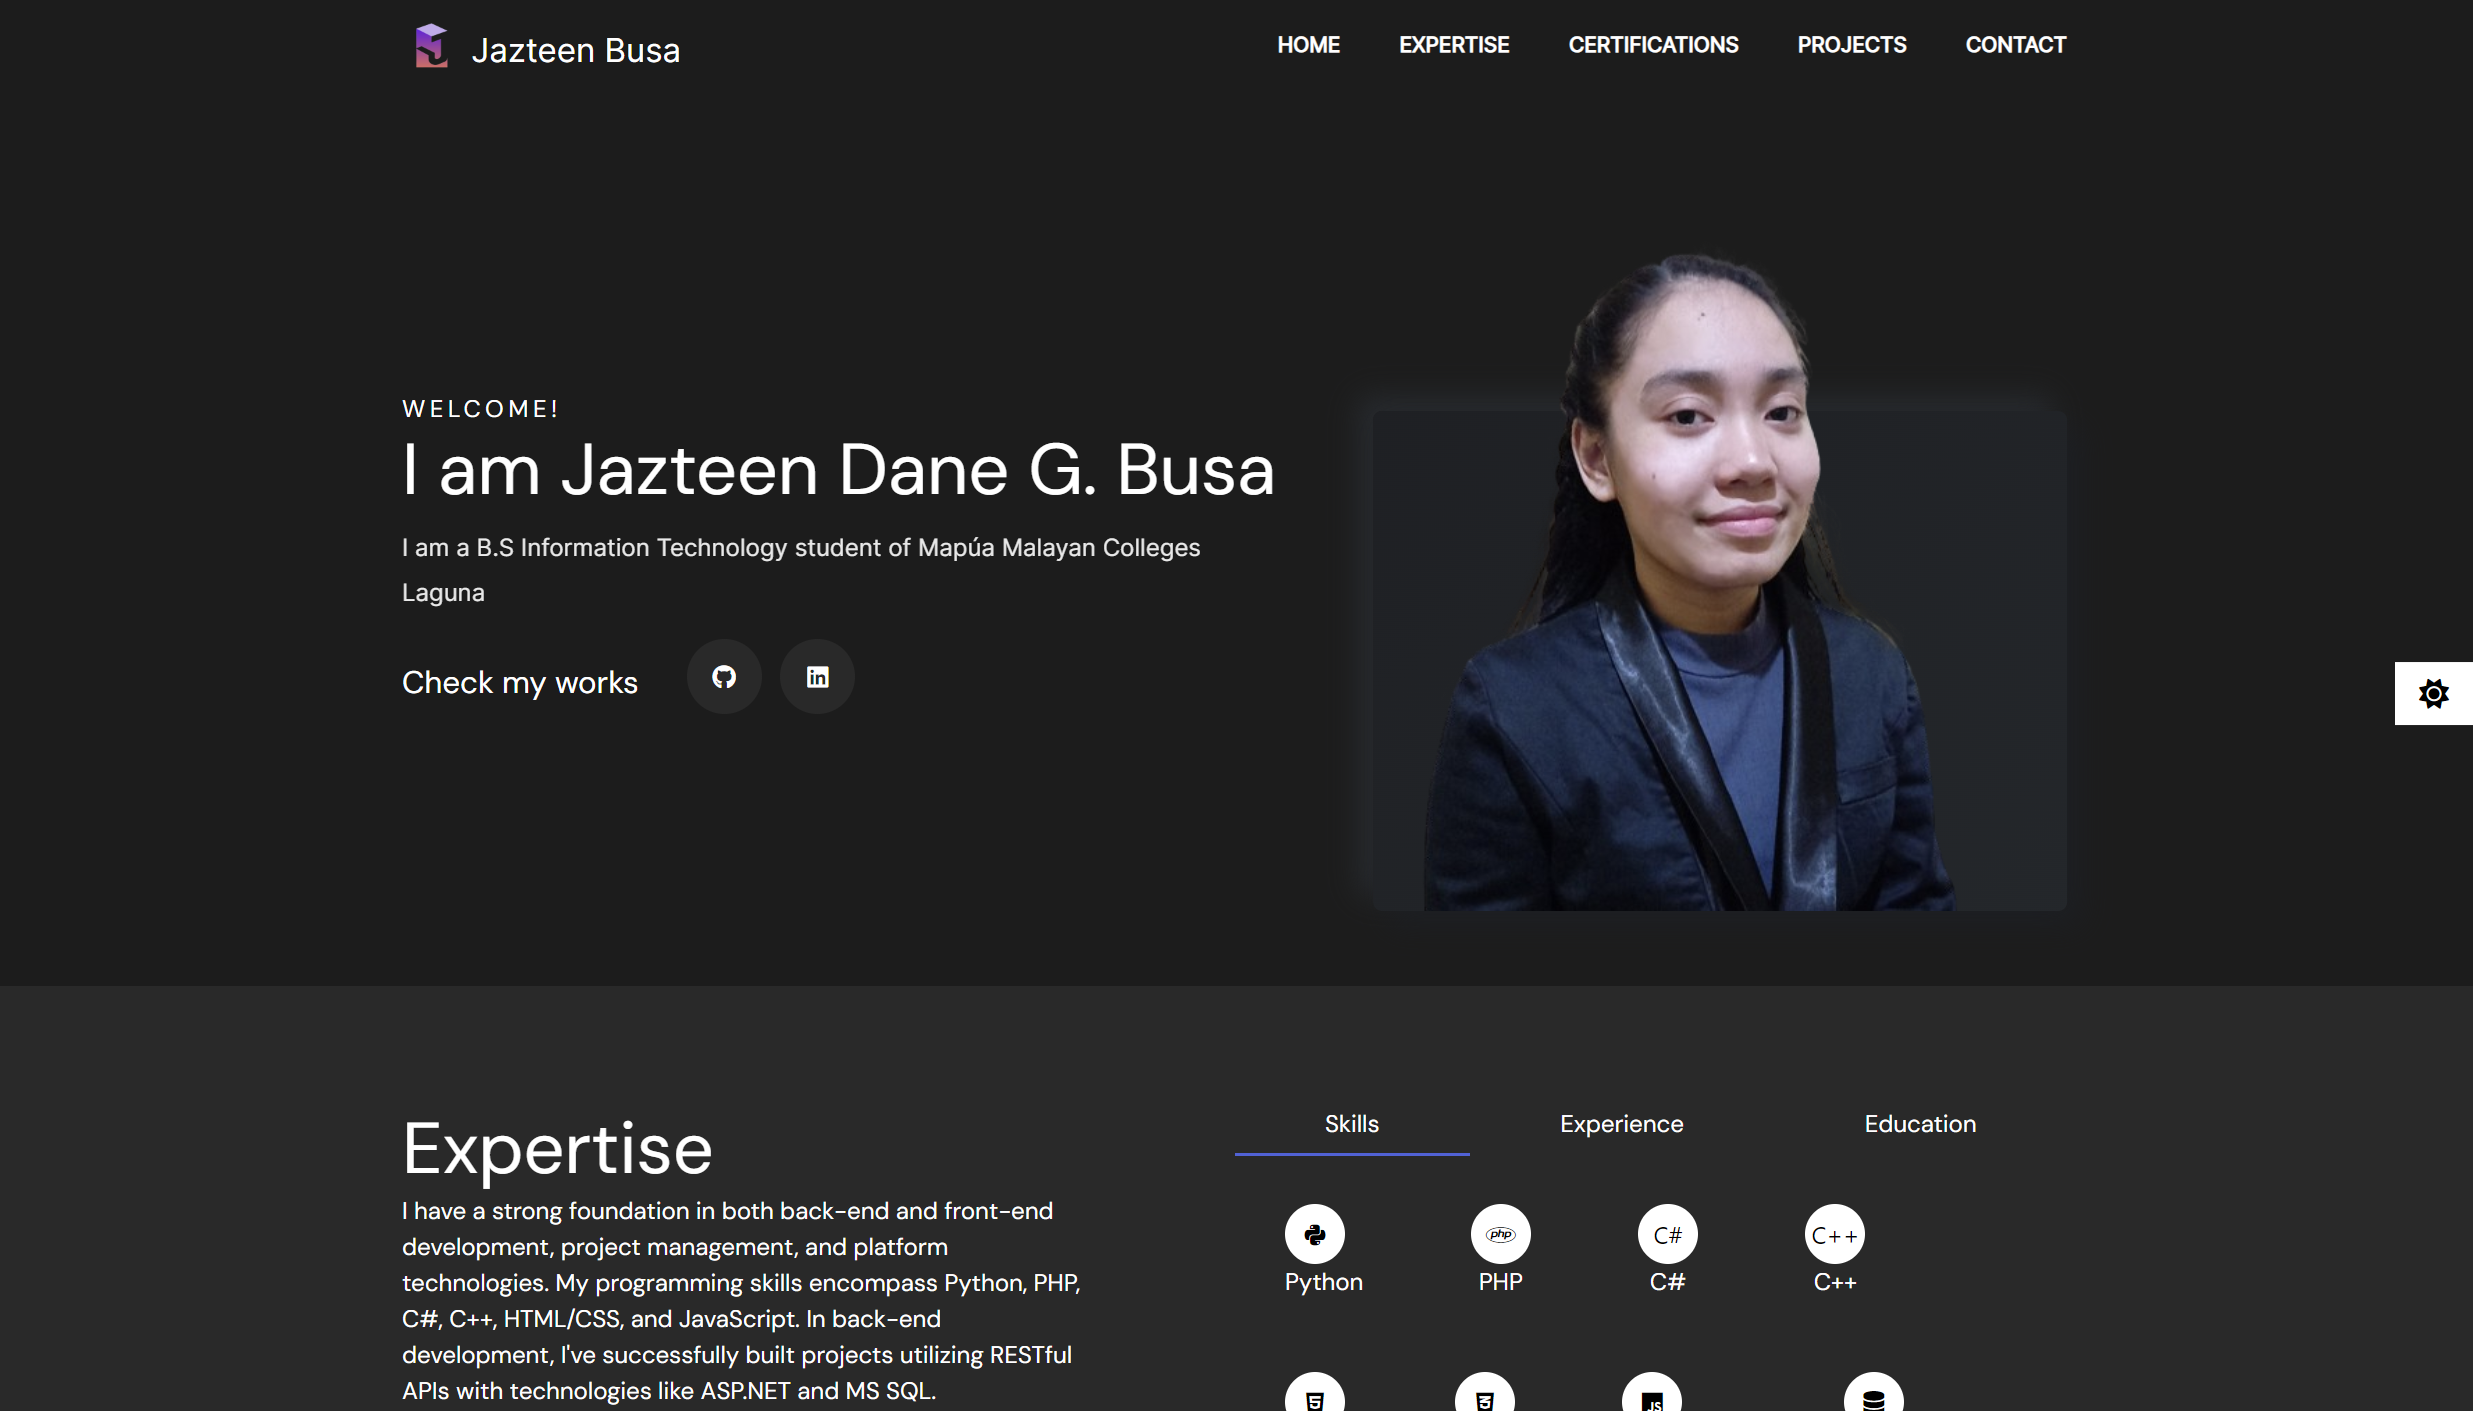 Jazteen Busa
HOME EXPERTISE CERTIFICATIONS PROJECTS CONTACT
WELCOME!
I am Jazteen Dane G. Busa
I am a B.S Information Technology student of Mapúa Malayan Colleges
Laguna
Check my works
in
Expertise
I have a strong foundation in both back-end and front-end
development, project management, and platform
technologies. My programming skills encompass Python, PHP,
C#, C++, HTML/CSS, and JavaScript. In back-end
development, I've successfully built projects utilizing RESTful
APIs with technologies like ASP.NET and MS SQL.
Skills Experience Education
php C# C++
Python PHP C# C++
JS